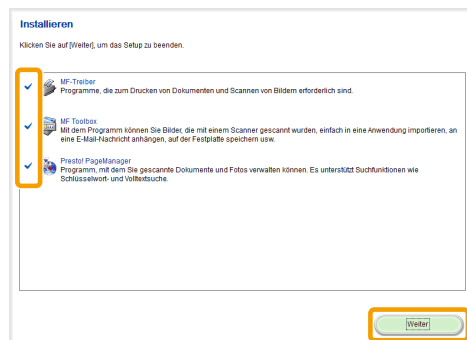 Installieren
Klicken Sie auf [Weiter], um das Setup zu beenden.
MF-Treiber
Programme, die zum Drucken von Dokumenten und Scannen von Bildern erforderlich sind.
MF Toolbox
Mit dem Programm können Sie Bilder, die mit einem Scanner gescannt wurden, einfach in eine Anwendung importieren, an
eine E-Mail-Nachricht anhängen, auf der Festplatte speichern usw.
Presto! PageManager
Programm, mit dem Sie gescannte Dokumente und Fotos verwalten können. Es unterstützt Suchfunktionen wie
Schlüsselwort- und Volltextsuche.
Weiter